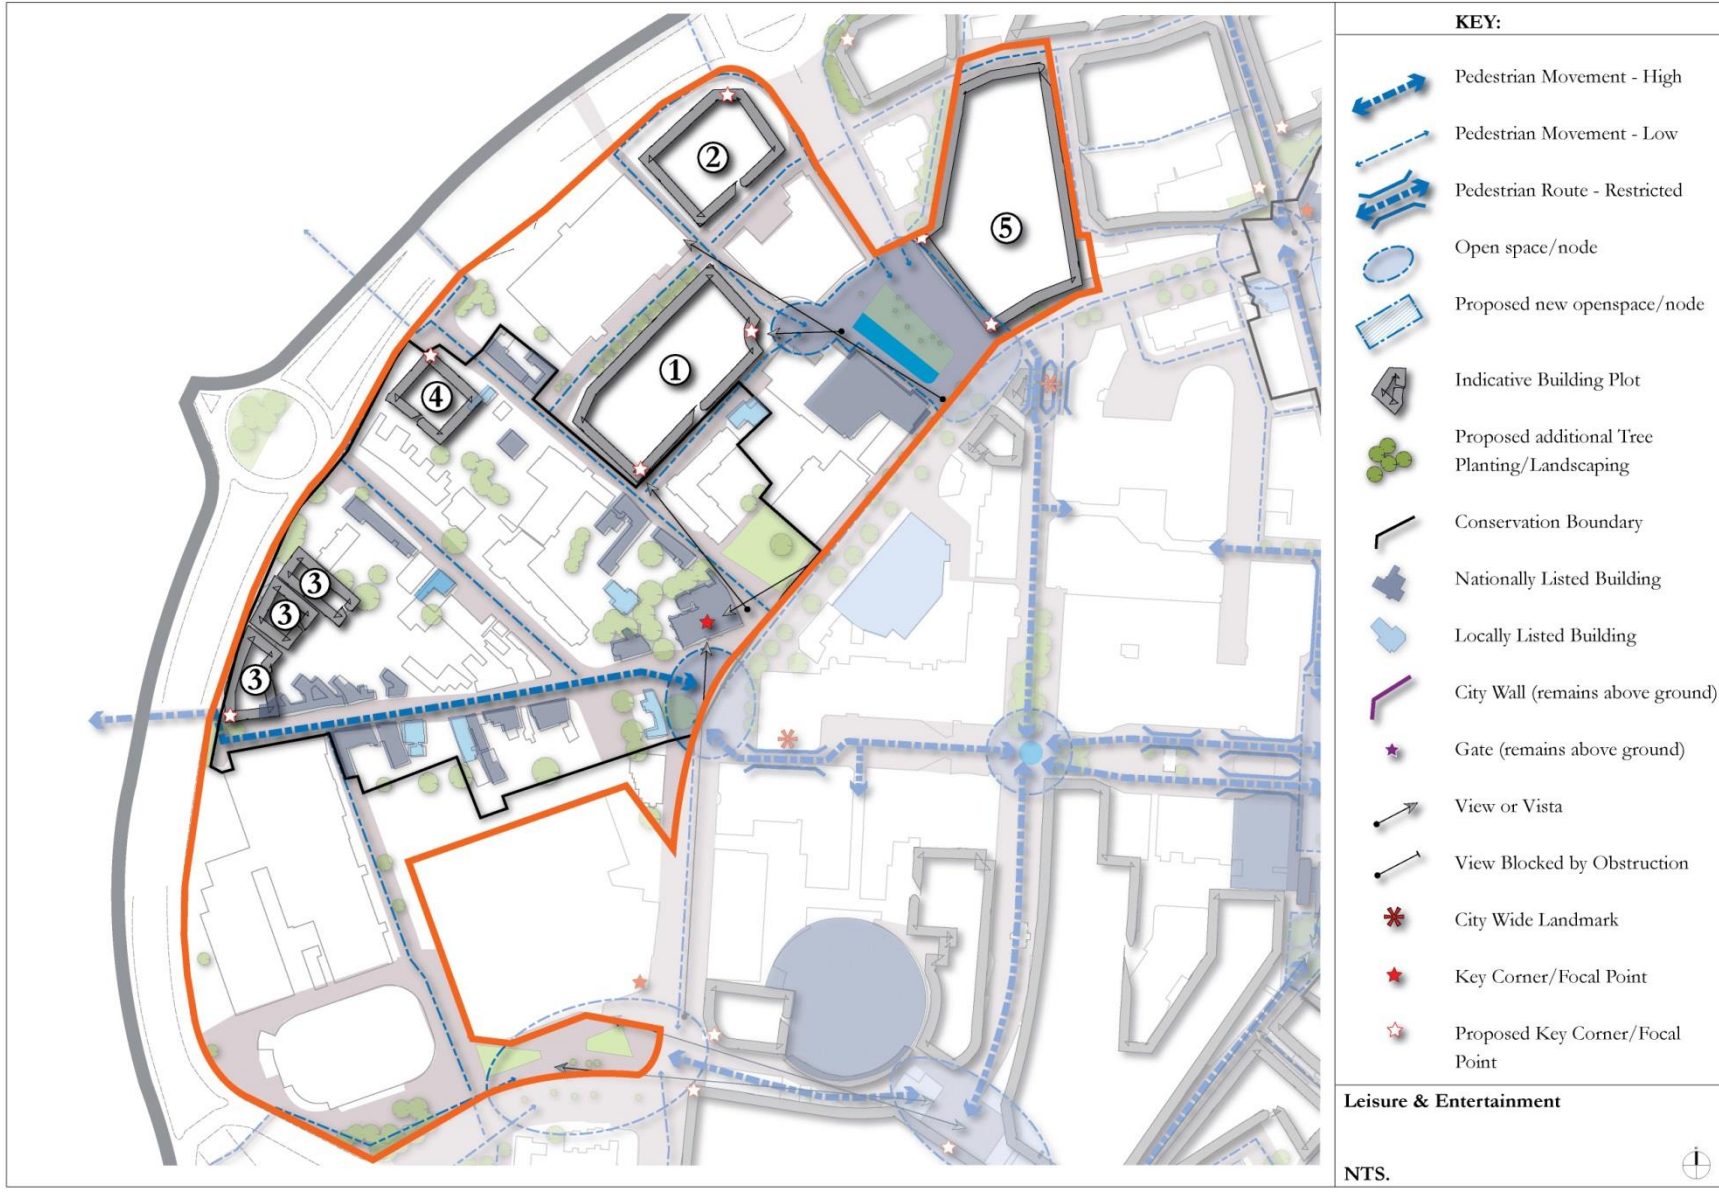 KEY:
Pedestrian Movement - High
Pedestrian Movement - Low
Pedestrian Route - Restricted
Open space/node
Proposed new openspace/node
Indicative Building Plot
Proposed additional Tree
Planting/Landscaping
Conservation Boundary
Nationally Listed Building
Locally Listed Building
City Wall (remains above ground)
Gate (remains above ground)
View or Vista
View Blocked by Obstruction
City Wide Landmark
Key Corner/Focal Point
Proposed Key Corner/Focal
Point
Leisure & Entertainment
NTS.
2
5
1
4
3
3
3